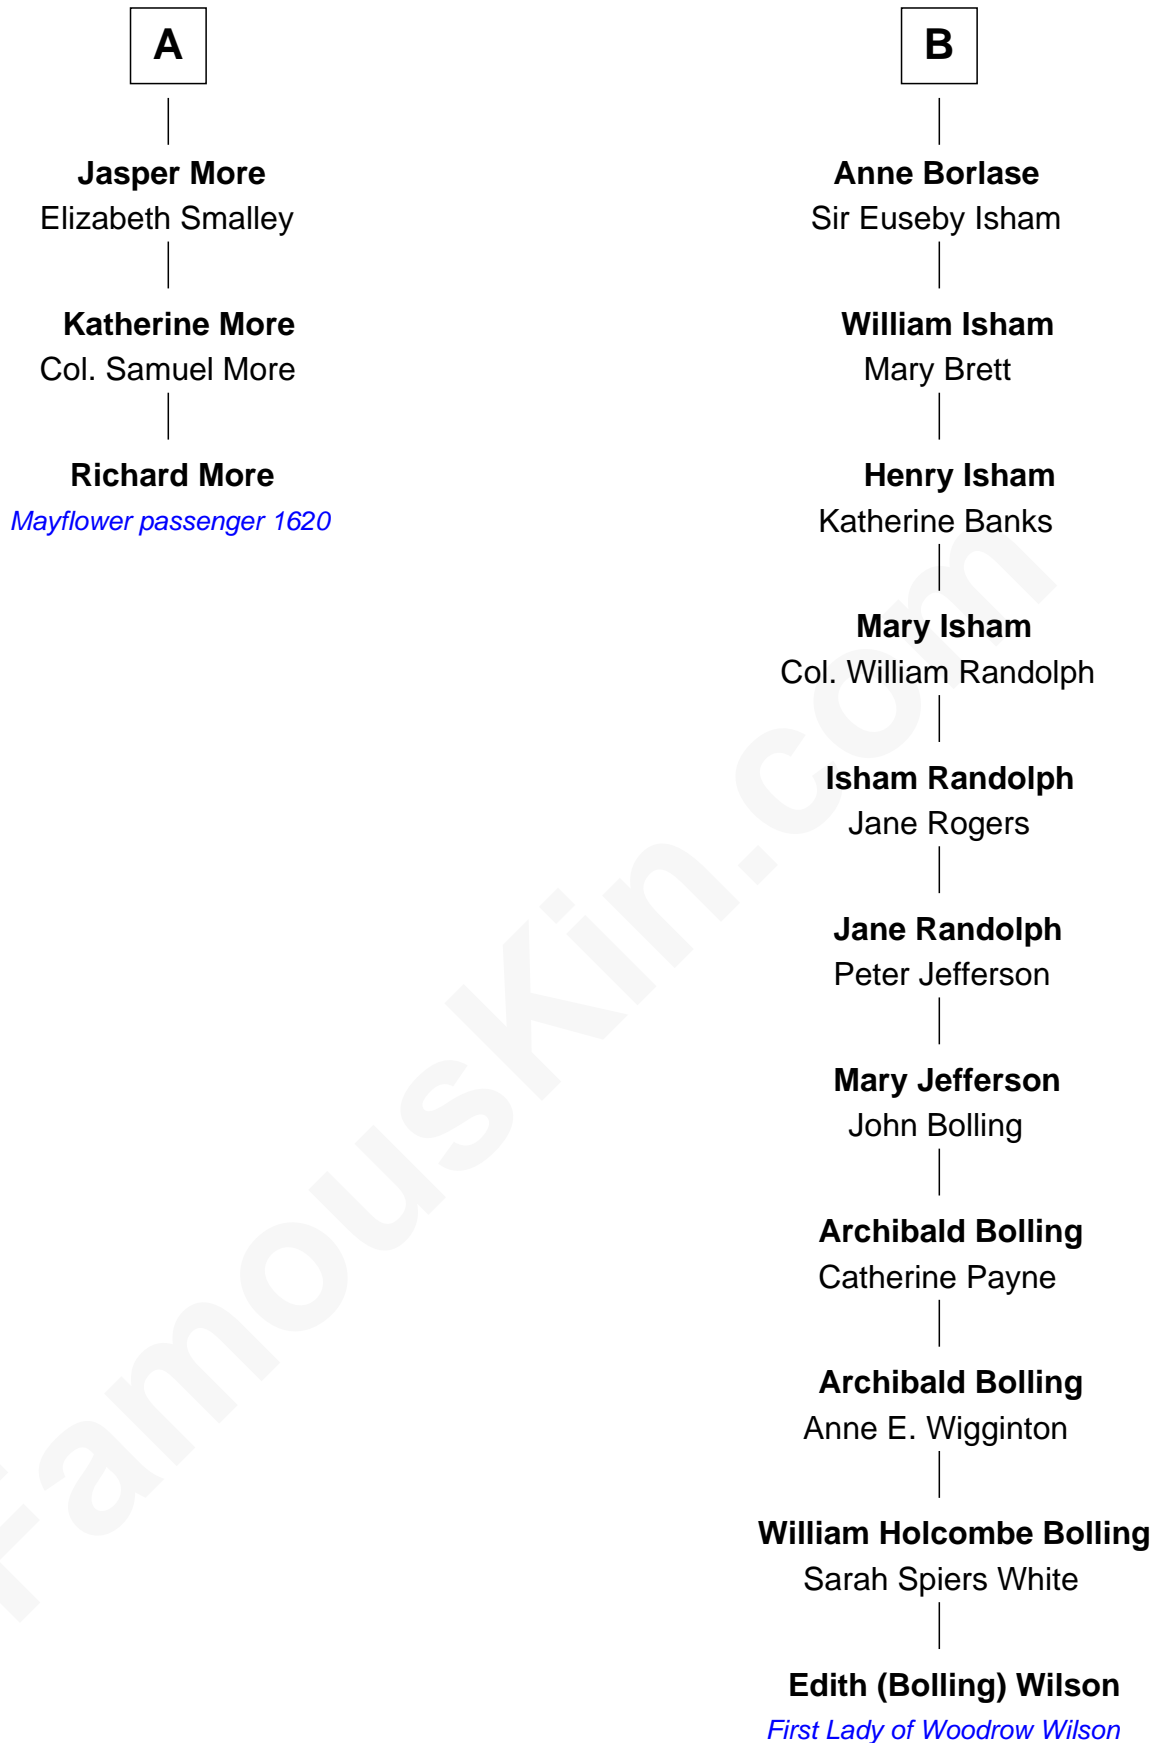 A
Jasper More
Elizabeth Smalley
Katherine More
Col. Samuel More
Richard More
Mayflower passenger 1620
B
Anne Borlase
Sir Euseby Isham
William Isham
Mary Brett
Henry Isham
Katherine Banks
Mary Isham
Col. William Randolph
Isham Randolph
Jane Rogers
Jane Randolph
Peter Jefferson
Mary Jefferson
John Bolling
Archibald Bolling
Catherine Payne
Archibald Bolling
Anne E. Wigginton
William Holcombe Bolling
Sarah Spiers White
Edith (Bolling) Wilson
First Lady of Woodrow Wilson
FamousKin.com